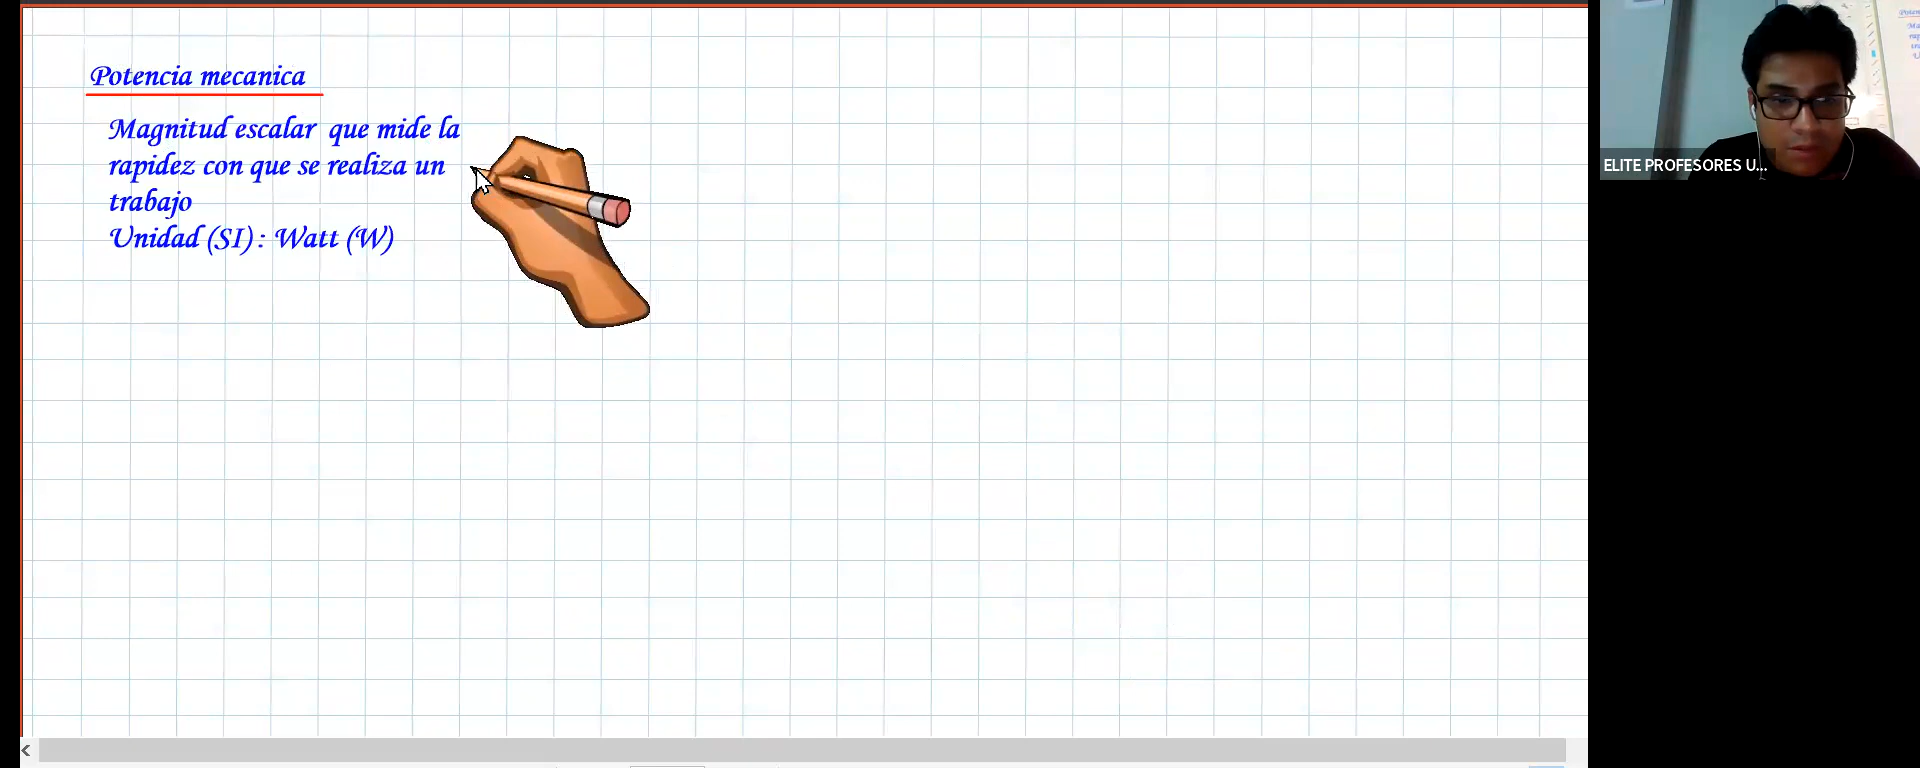 Potencia mecanica
Magnitud escalar que mide la
rapidez con que se realiza un
trabajo
Unidad (SI) : Watt (W)
ELITE PROFESORES U...